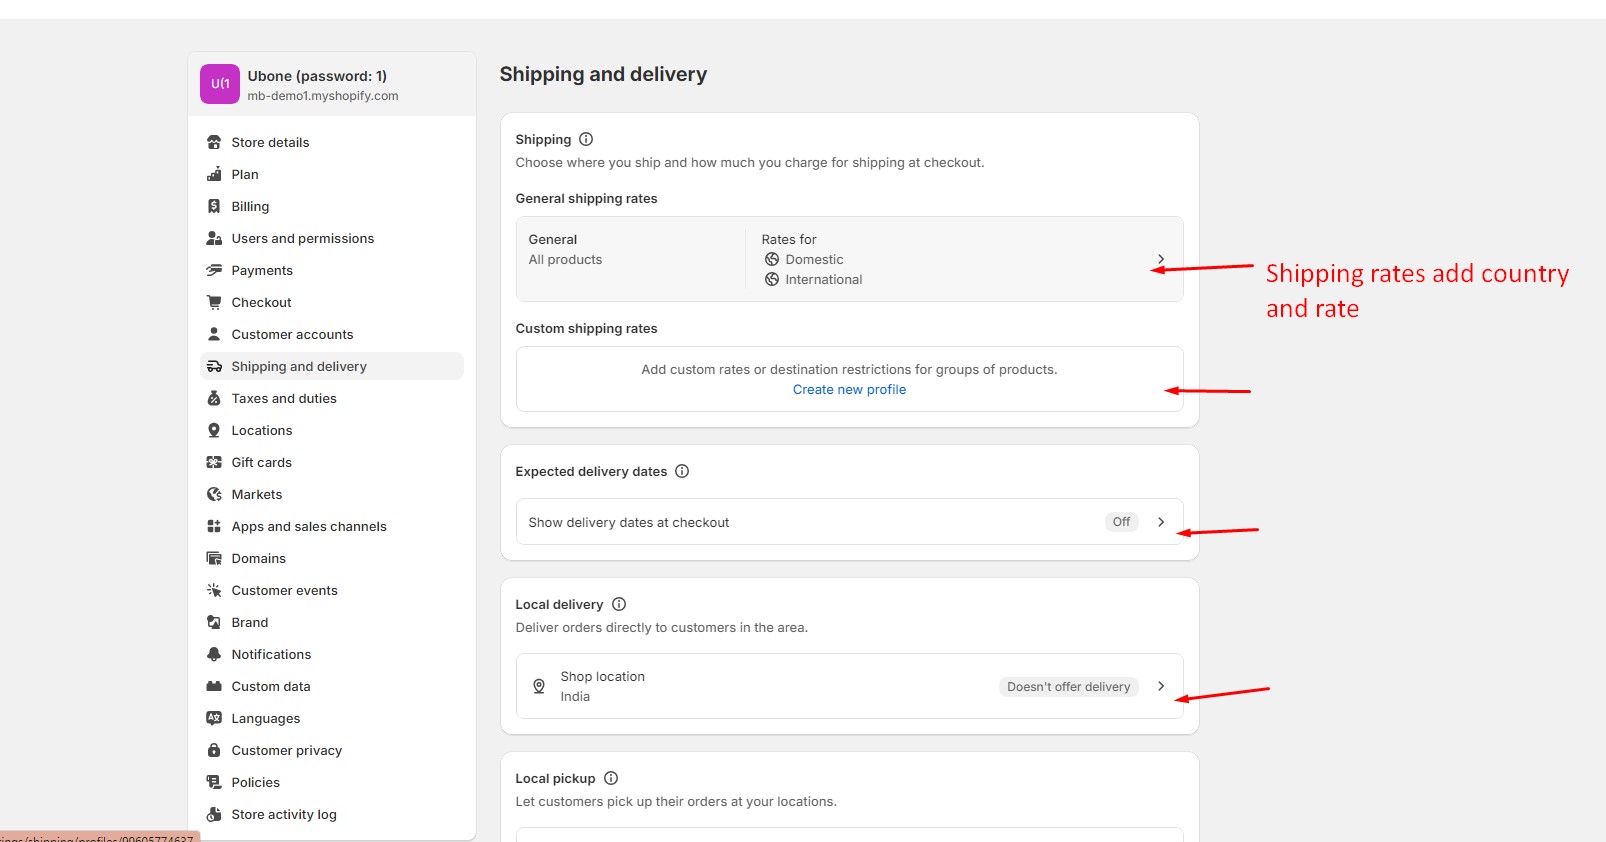 U(1
Ubone (password: 1)
mb-demo1.myshopify.com
Store details
Plan
Billing
Users and permissions
Payments
Checkout
Customer accounts
Shipping and delivery
Taxes and duties
Locations
Gift cards
Markets
Apps and sales channels
Domains
Customer events
Brand
Notifications
Custom data
Languages
Customer privacy
Policies
Store activity log
Shipping and delivery
Shipping
Choose where you ship and how much you charge for shipping at checkout.
General shipping rates
General
All products
Rates for
Domestic
International
Shipping rates add country
and rate
Custom shipping rates
Add custom rates or destination restrictions for groups of products.
Create new profile
Expected delivery dates
Show delivery dates at checkout
Off
Local delivery
Deliver orders directly to customers in the area.
Shop location
India
Doesn't offer delivery
Local pickup
Let customers pick up their orders at your locations.